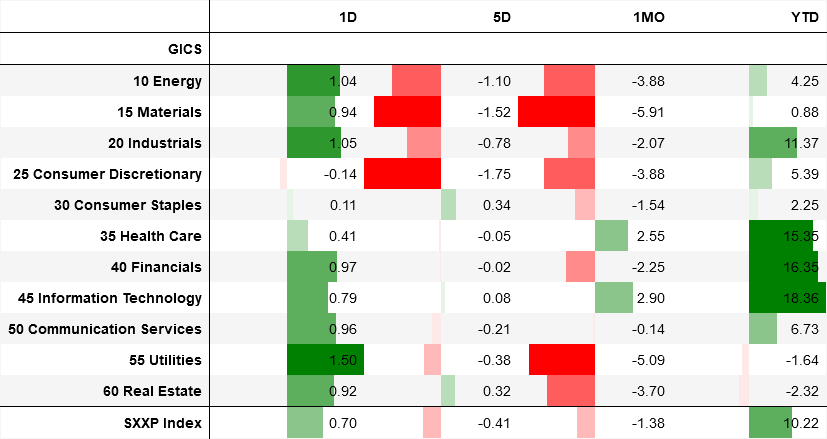 1D 5D 1MO YTD
GICS
10 Energy 1.04 -1.10 -3.88 4.25
15 Materials 0.94 -1.52 -5.91 0.88
20 Industrials 1.05 -0.78 -2.07 11.37
25 Consumer Discretionary -0.14 -1.75 -3.88 5.39
30 Consumer Staples 0.11 0.34 -1.54 2.25
35 Health Care 0.41 -0.05 2.55 15.35
40 Financials 0.97 -0.02 -2.25 16.35
45 Information Technology 0.79 0.08 2.90 18.36
50 Communication Services 0.96 -0.21 -0.14 6.73
55 Utilities 1.50 -0.38 -5.09 -1.64
60 Real Estate 0.92 0.32 -3.70 -2.32
SXXP Index 0.70 -0.41 -1.38 10.22